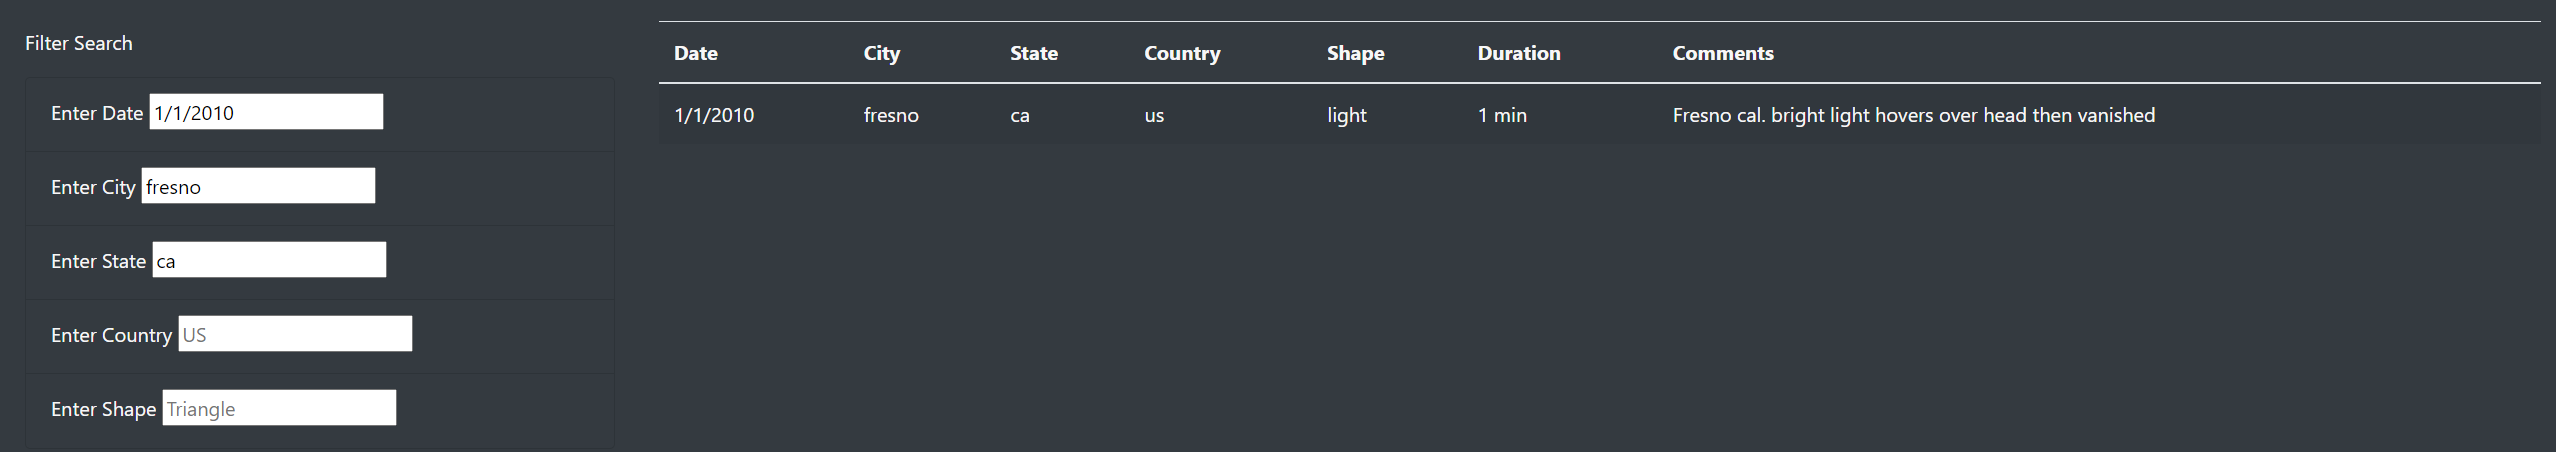 Filter Search
Enter Date 1/1/2010
Enter City fresno
Enter State ca
Enter Country US
Enter Shape Triangle
Date City State Country Shape Duration Comments
1/1/2010 fresno ca us light 1 min Fresno cal. bright light hovers over head then vanished